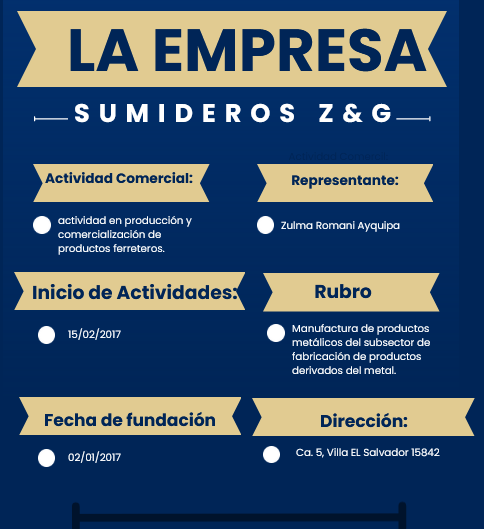 LA EMPRESA
SUMIDEROS Z&G
Actividad Comercial:
actividad en producción y
comercialización de
productos ferreteros.
Representante:
Zulma Romani Ayquipa
Inicio de Actividades:
15/02/2017
Rubro
Manufactura de productos
metálicos del subsector de
fabricación de productos
derivados del metal.
Fecha de fundación
02/01/2017
Dirección:
Ca. 5, Villa EL Salvador 15842